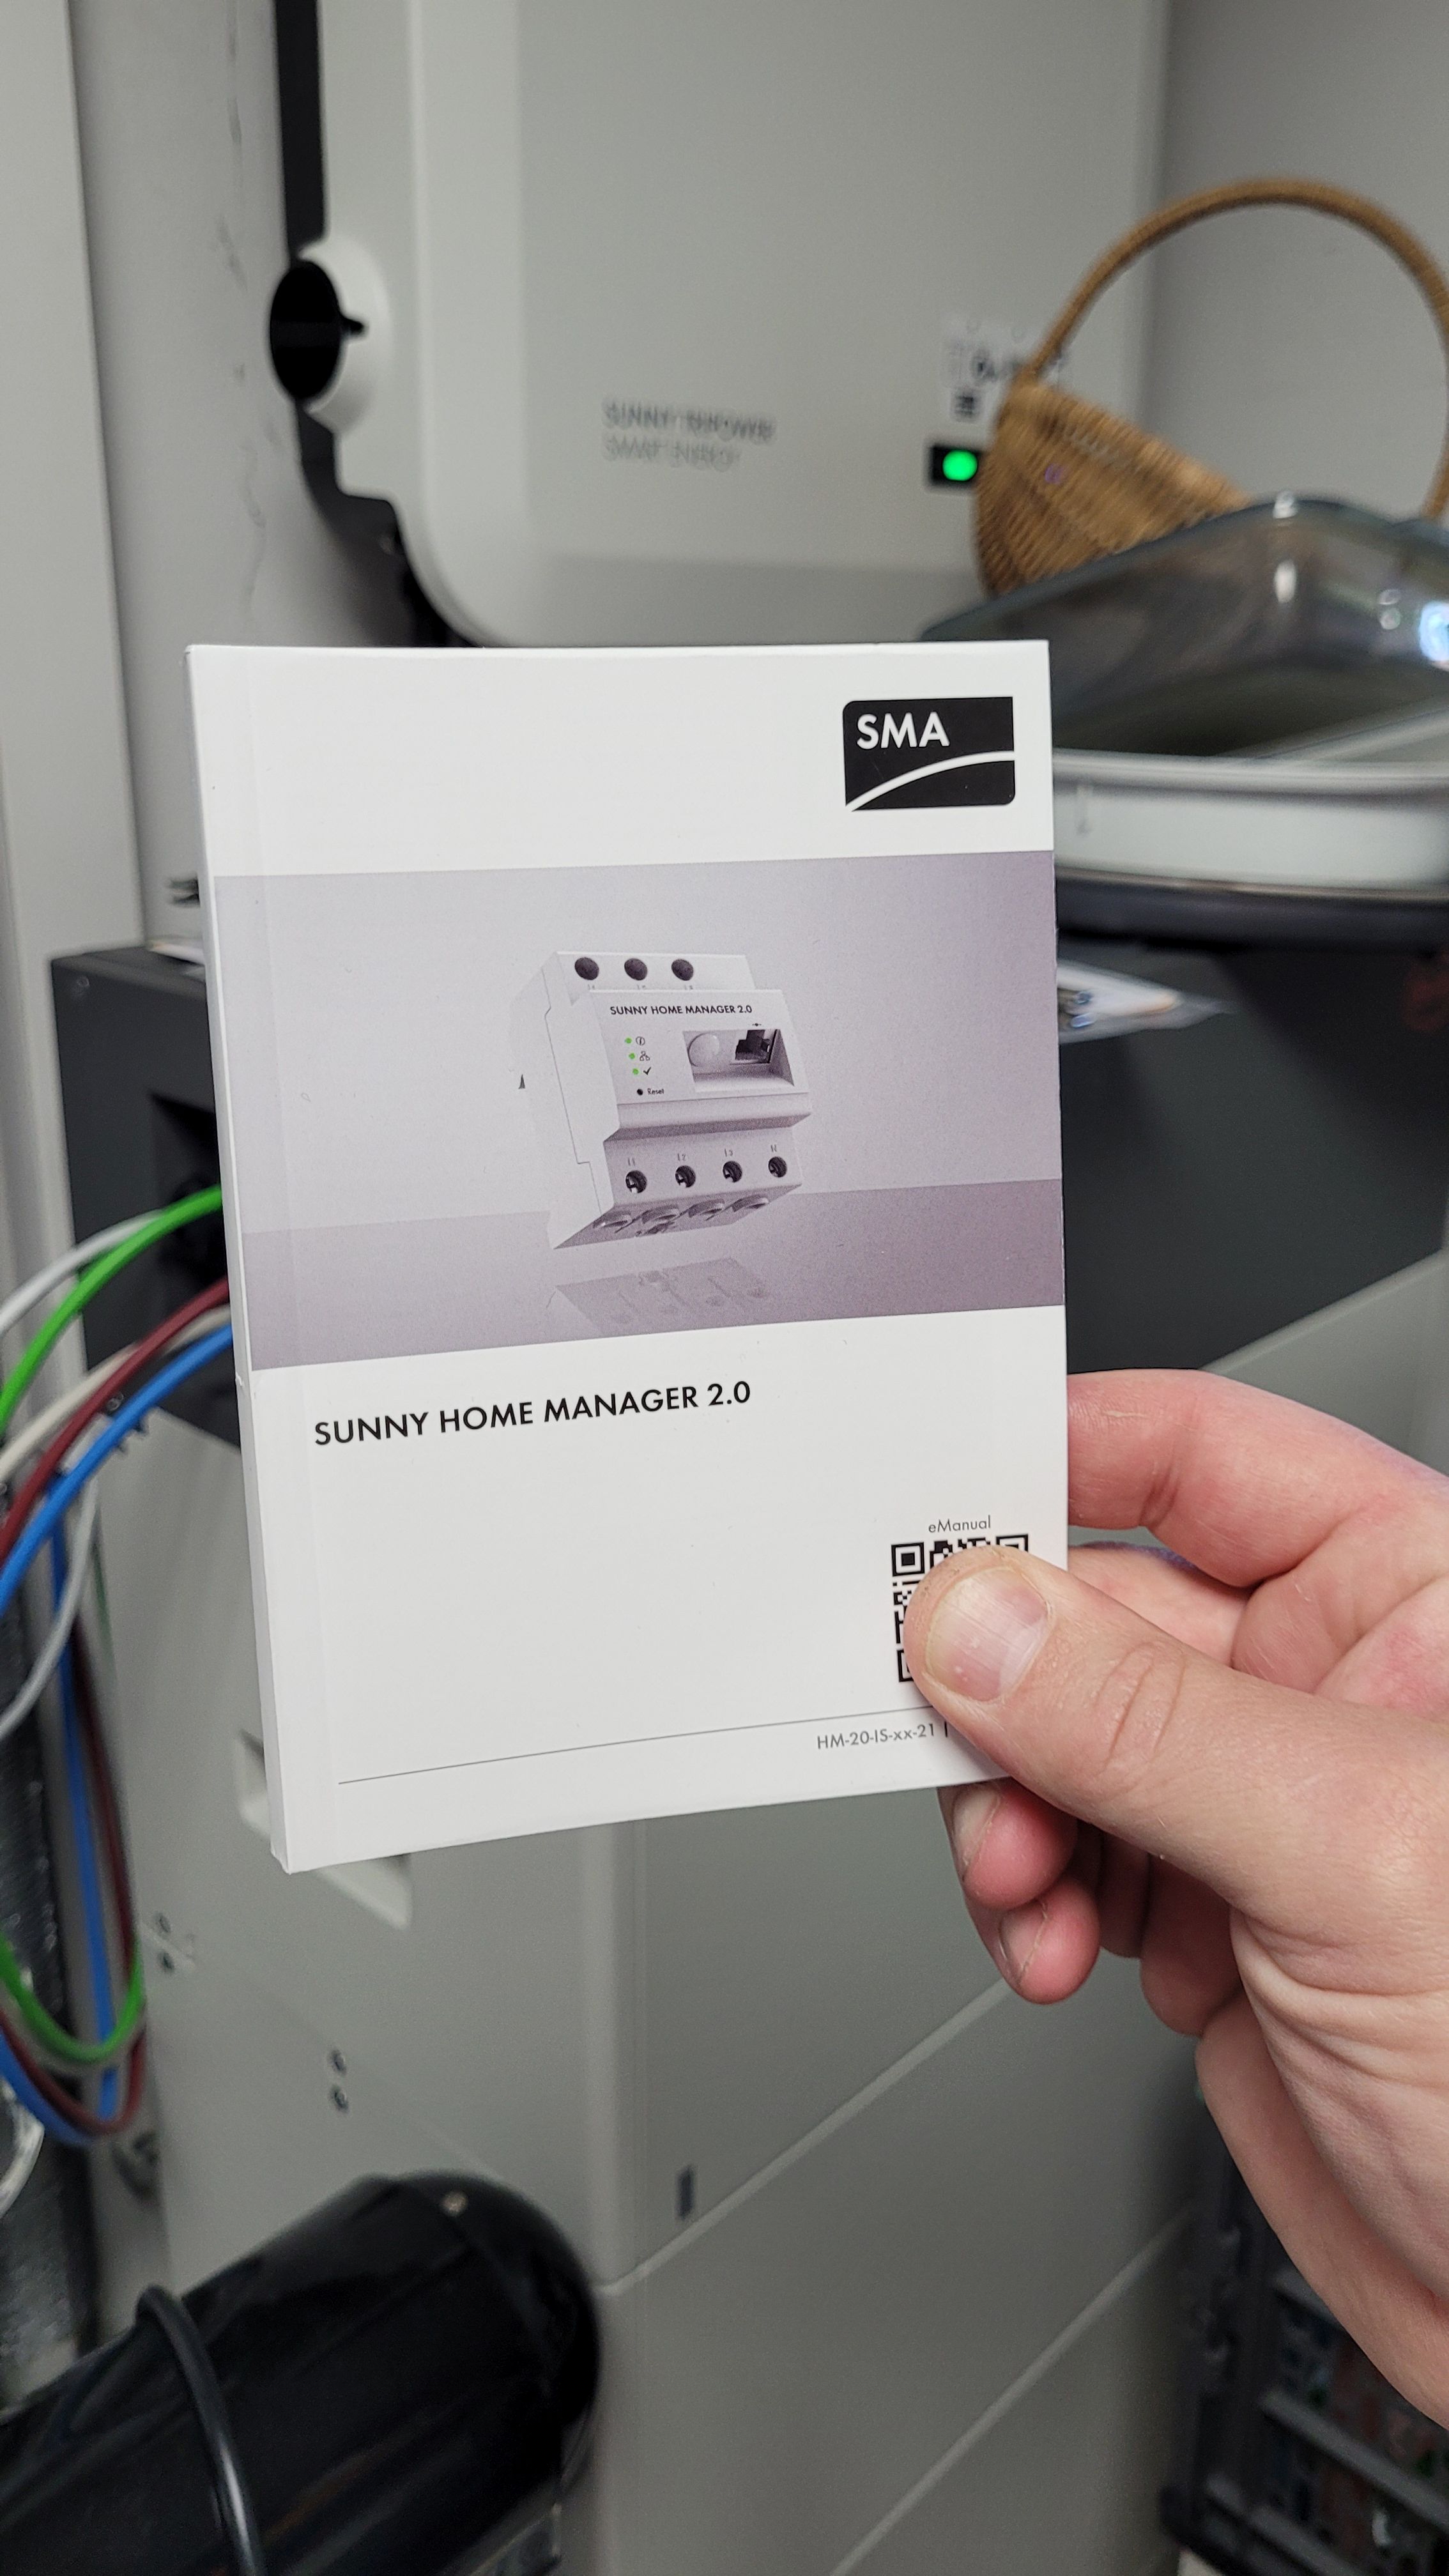 SUNNY TRIPOWER
SMART ENERGY
SMA
SUNNY HOME MANAGER 2.0
Reset
L1 L2 L3 N
SUNNY HOME MANAGER 2.0
eManual
HM-20-IS-xx-21 |